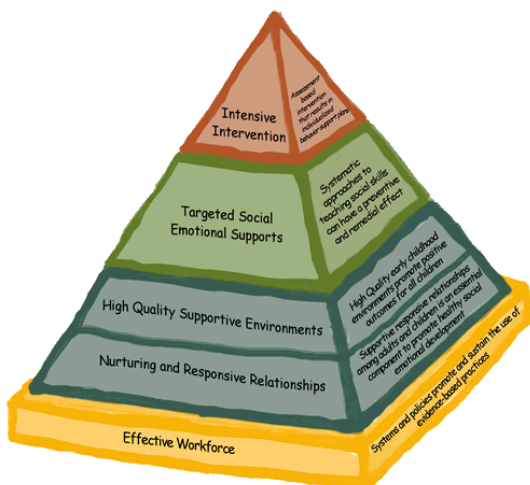 Intensive
Intervention
Assessment
based
intervention
that results in
individualized
behavior support plans
Targeted Social
Emotional Supports
Systematic
approaches to
teaching social skills
can have a preventive
and remedial effect
High Quality Supportive Environments
High Quality early childhood
environments promote positive
outcomes for all children
Nurturing and Responsive Relationships
Supportive responsive relationships
among adults and children is an essential
component to promote healthy social
emotional development
Effective Workforce
Systems and policies promote and sustain the use of
evidence-based practices